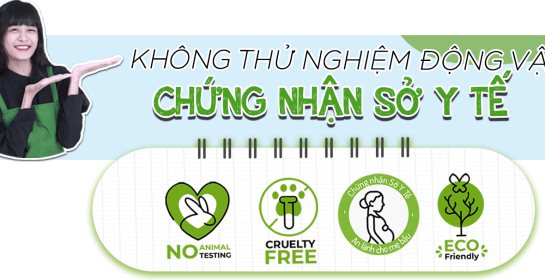 KHÔNG THỬ NGHIỆM ĐỘNG VẬ
CHỨNG NHẬN SỞ Y TẾ
NO ANIMAL TESTING
CRUELTY
FREE
Chứng nhận Sở Y Tế
An lành cho mẹ bầu
ECO
Friendly